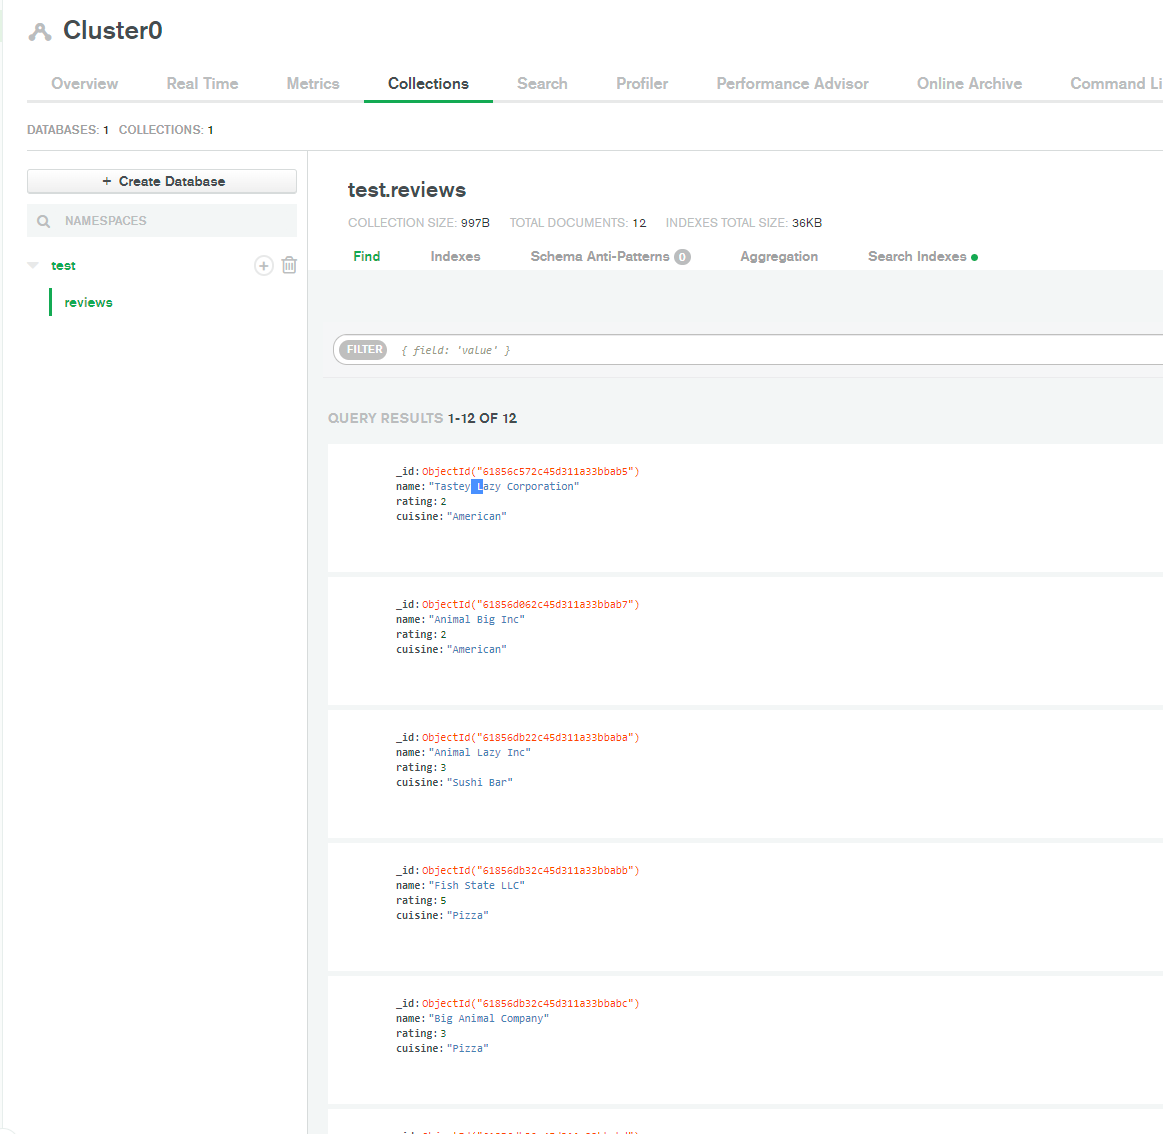 Cluster0
Overview Real Time Metrics Collections Search Profiler Performance Advisor Online Archive Command Li
DATABASES: 1 COLLECTIONS: 1
+ Create Database
NAMESPACES
test
reviews
test.reviews
COLLECTION SIZE: 997B TOTAL DOCUMENTS: 12 INDEXES TOTAL SIZE: 36KB
Find Indexes Schema Anti-Patterns 0 Aggregation Search Indexes
FILTER { field: 'value' }
QUERY RESULTS 1-12 OF 12
_id: ObjectId("61856c572c45d311a33bbab5")
name: "Tastey Lazy Corporation"
rating: 2
cuisine: "American"
_id: ObjectId("61856d062c45d311a33bbab7")
name: "Animal Big Inc"
rating: 2
cuisine: "American"
_id: ObjectId("61856db22c45d311a33bbaba")
name: "Animal Lazy Inc"
rating: 3
cuisine: "Sushi Bar"
_id: ObjectId("61856db32c45d311a33bbabb")
name: "Fish State LLC"
rating: 5
cuisine: "Pizza"
_id: ObjectId("61856db32c45d311a33bbabc")
name: "Big Animal Company"
rating: 3
cuisine: "Pizza"